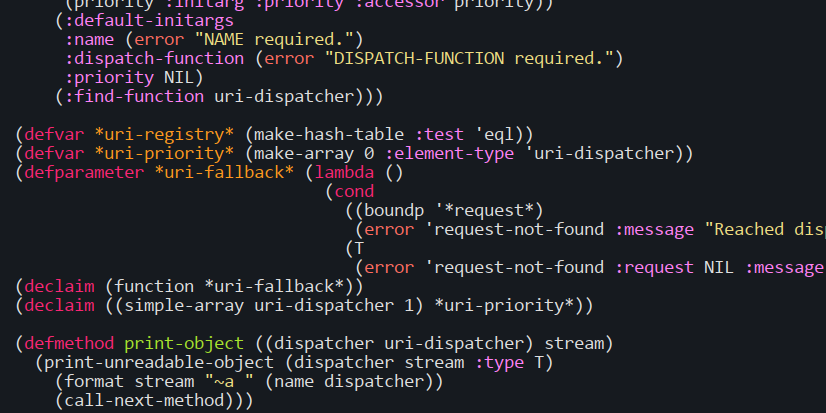 (priority :initarg :priority :accessor priority))
(:default-initargs
:name (error "NAME required.")
:dispatch-function (error "DISPATCH-FUNCTION required.")
:priority NIL)
(:find-function uri-dispatcher)))
(defvar *uri-registry* (make-hash-table :test 'eql))
(defvar *uri-priority* (make-array 0 :element-type 'uri-dispatcher))
(defparameter *uri-fallback* (lambda ()
(cond
((boundp '*request*)
(error 'request-not-found :message "Reached
(T
(error 'request-not-found :request NIL :message
(declaim (function *uri-fallback*))
(declaim ((simple-array uri-dispatcher 1) *uri-priority*))
(defmethod print-object ((dispatcher uri-dispatcher) stream)
(print-unreadable-object (dispatcher stream :type T)
(format stream "~a " (name dispatcher))
(call-next-method)))